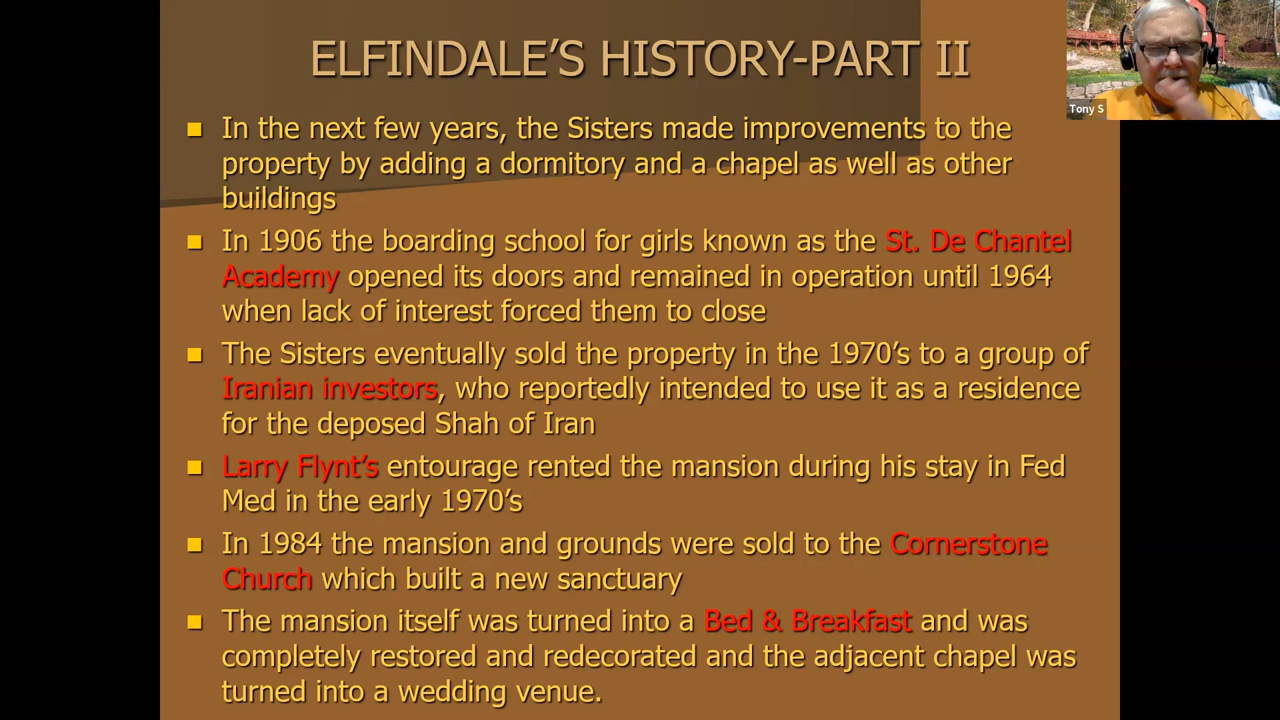 ELFINDALE’S HISTORY-PART II
Tony S
In the next few years, the Sisters made improvements to the
property by adding a dormitory and a chapel as well as other
buildings
In 1906 the boarding school for girls known as the St. De Chantel
Academy opened its doors and remained in operation until 1964
when lack of interest forced them to close
The Sisters eventually sold the property in the 1970’s to a group of
Iranian investors, who reportedly intended to use it as a residence
for the deposed Shah of Iran
Larry Flynt’s entourage rented the mansion during his stay in Fed
Med in the early 1970’s
In 1984 the mansion and grounds were sold to the Cornerstone
Church which built a new sanctuary
The mansion itself was turned into a Bed & Breakfast and was
completely restored and redecorated and the adjacent chapel was
turned into a wedding venue.